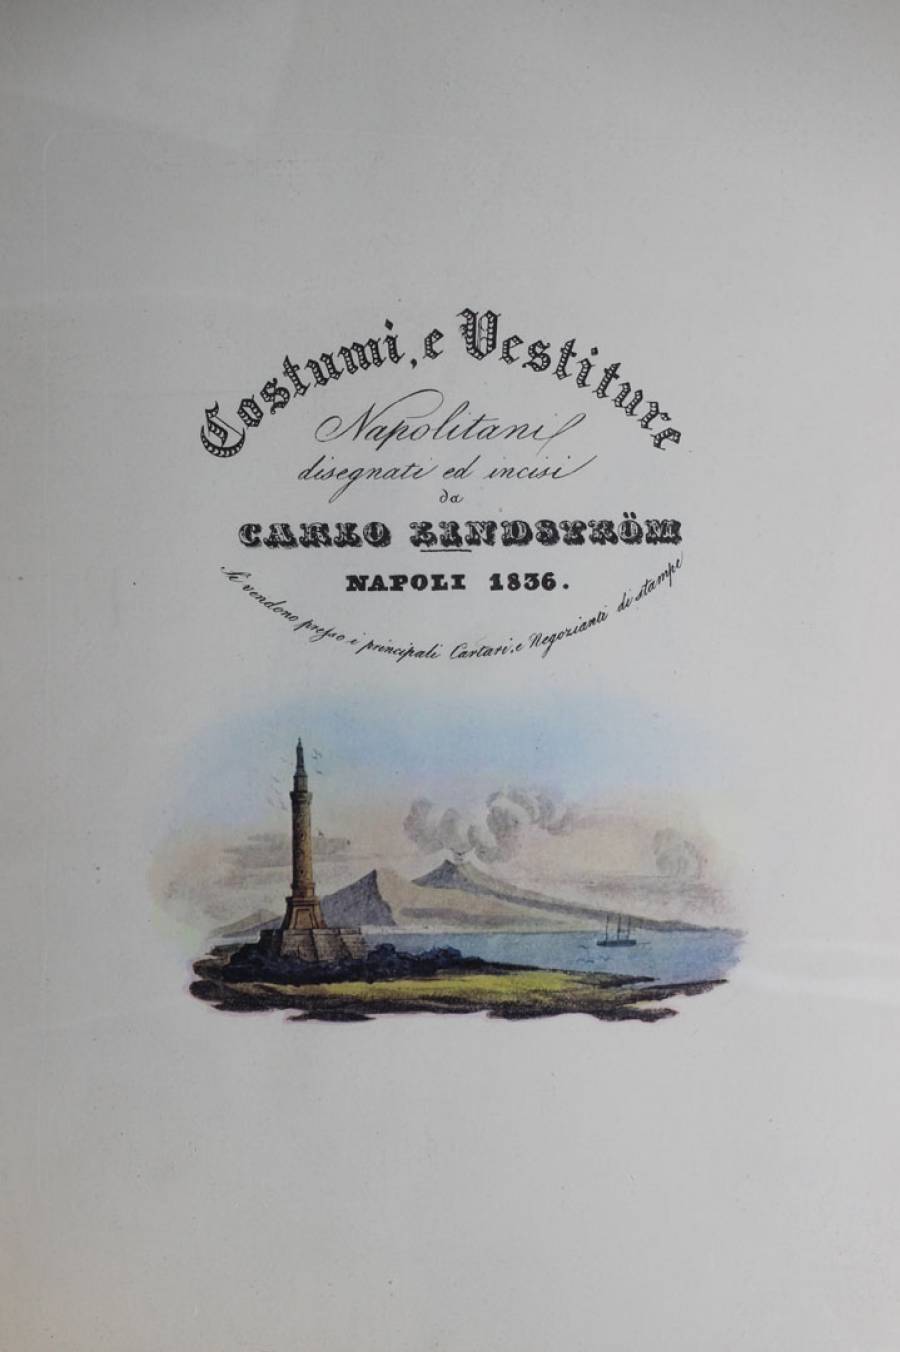 Costumi, e Vestiture
Napolitani
disegnati ed incisi
da
CARLO LINDSTRÖM
NAPOLI 1836.
Si vendono presso i principali Cartari, e Negozianti di stampe